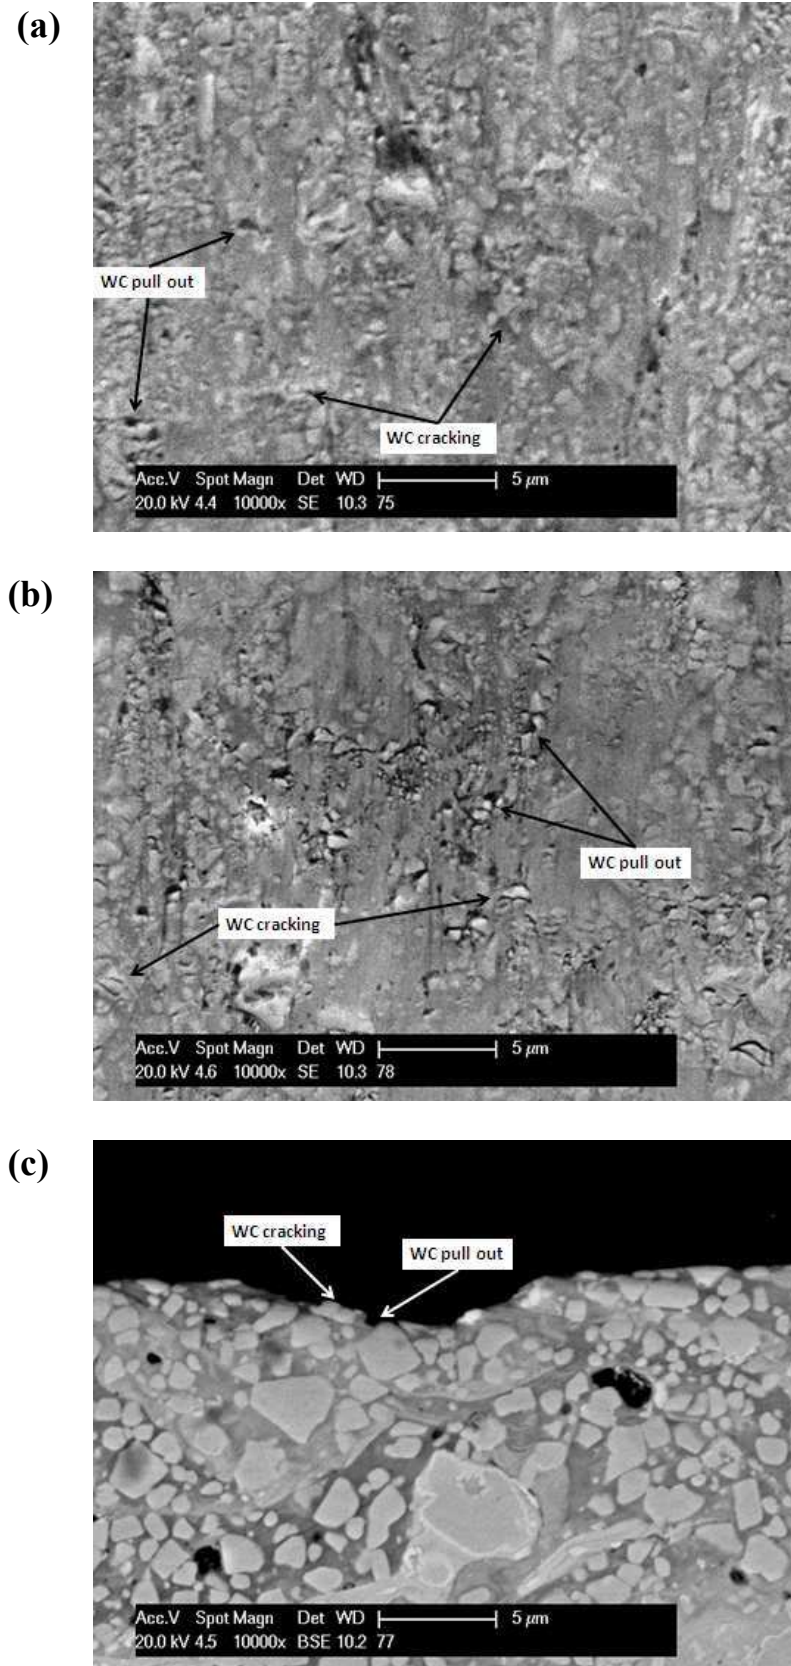 (a)
WC pull out
WC cracking
Acc.V Spot Magn Det WD 5 μm
20.0 kV 4.4 10000x SE 10.3 75
(b)
WC pull out
WC cracking
Acc.V Spot Magn Det WD 5 μm
20.0 kV 4.6 10000x SE 10.3 78
(c)
WC cracking
WC pull out
Acc.V Spot Magn Det WD 5 μm
20.0 kV 4.5 10000x BSE 10.2 77